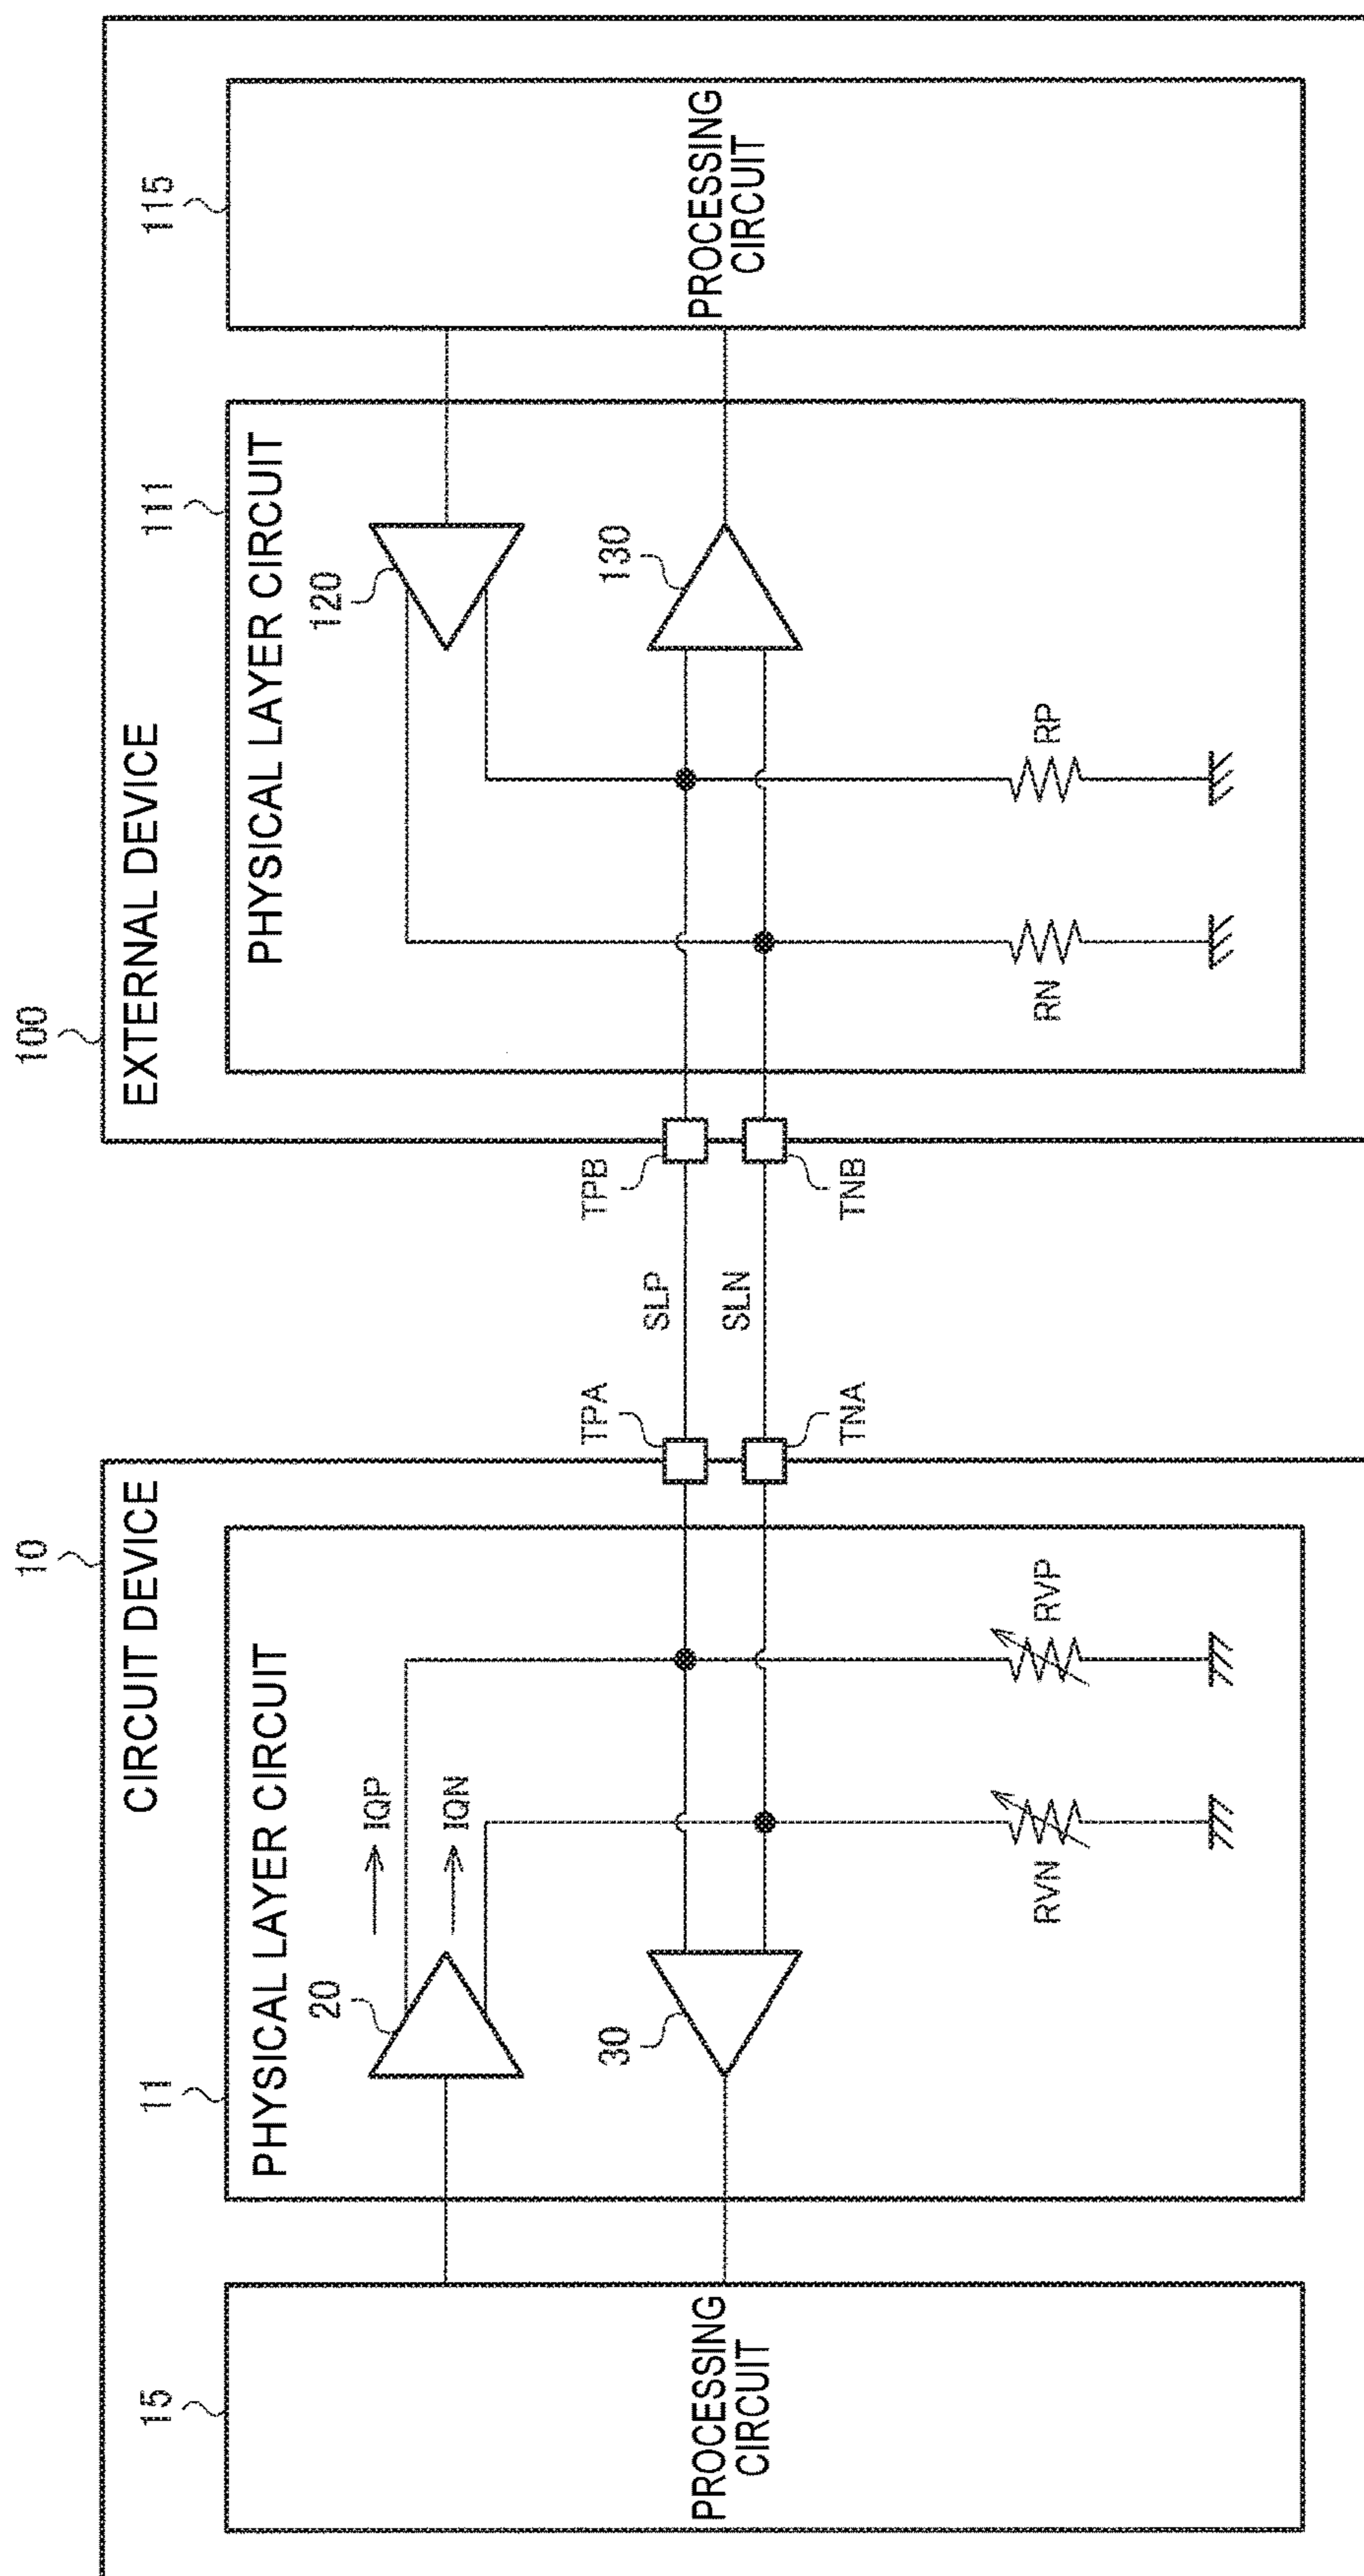 10
CIRCUIT DEVICE
15
PROCESSING
CIRCUIT
11
PHYSICAL LAYER CIRCUIT
20
IQP
IQN
30
RVN
RVP
TPA
TNA
SLP
SLN
TPB
TNB
100
EXTERNAL DEVICE
111
PHYSICAL LAYER CIRCUIT
120
130
RN
RP
115
PROCESSING
CIRCUIT